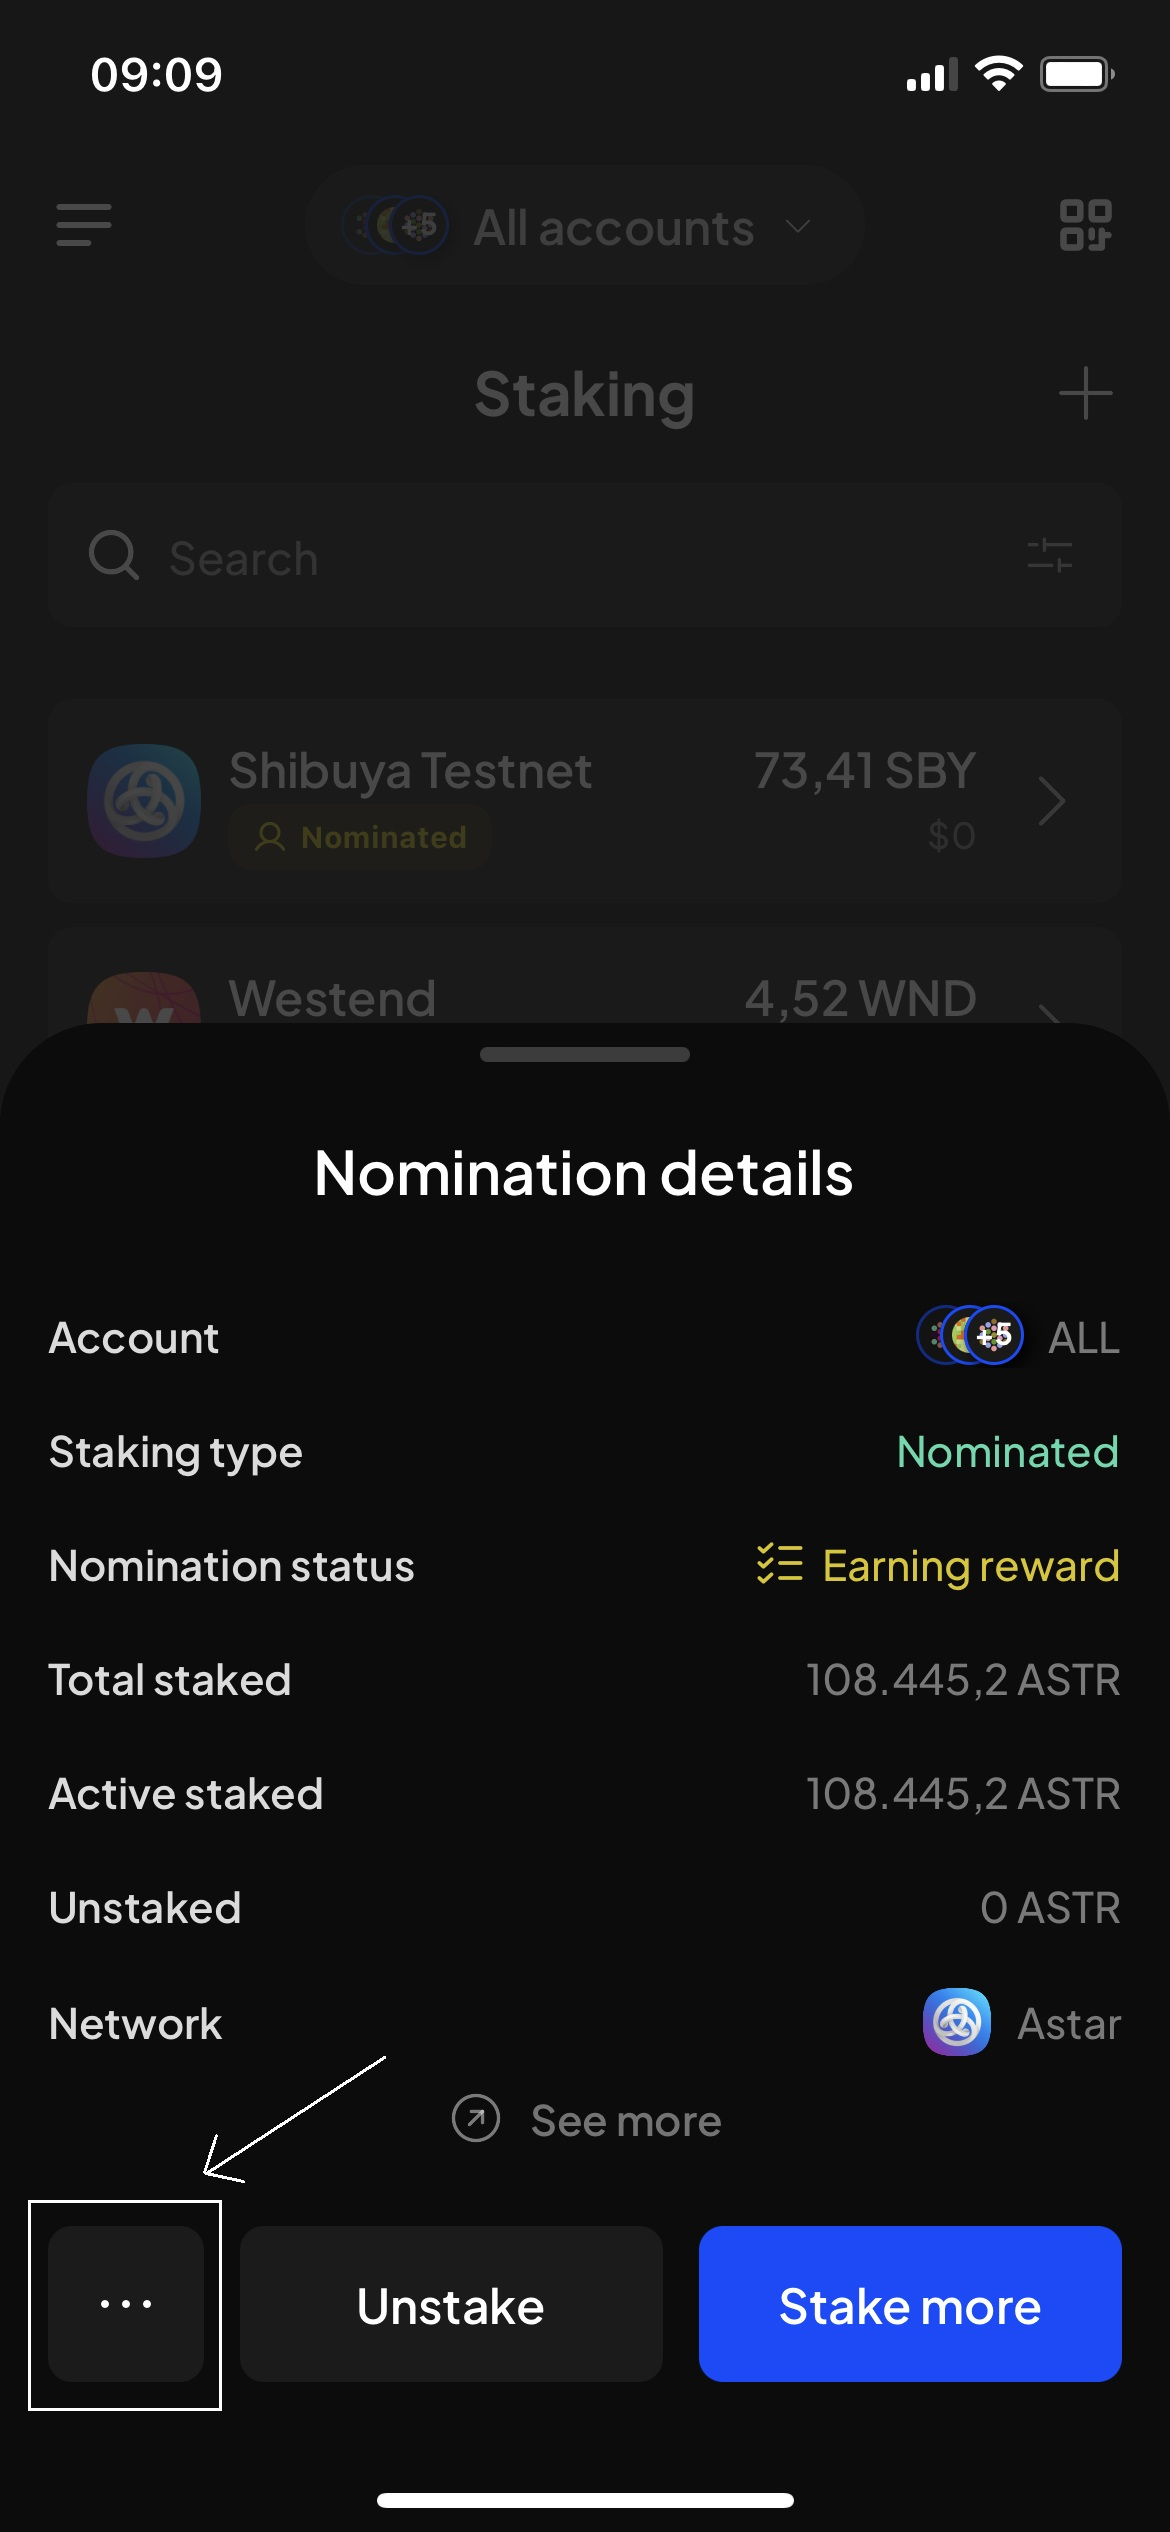 09:09
+5 All accounts
Staking
Search
Shibuya Testnet 73,41 SBY
Nominated $0
Westend 4,52 WND
W
Nomination details
Account +5 ALL
Staking type Nominated
Nomination status Earning reward
Total staked 108.445,2 ASTR
Active staked 108.445,2 ASTR
Unstaked 0 ASTR
Network Astar
See more
... Unstake Stake more